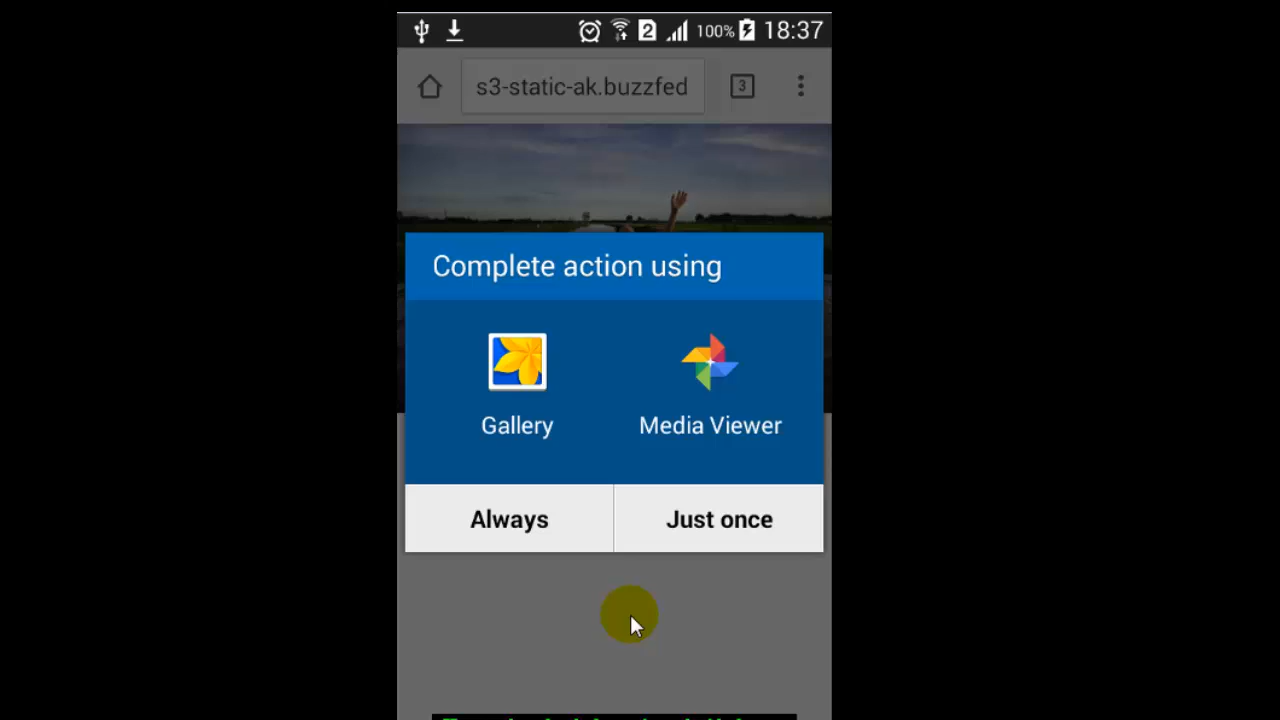 2 100% 18:37
s3-static-ak.buzzfed 3
Complete action using
Gallery Media Viewer
Always Just once